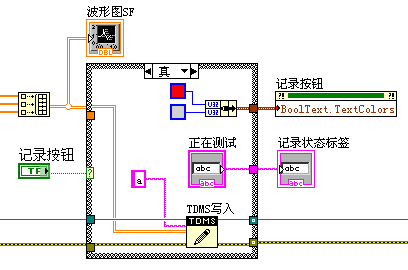 波形图SF
DBL
真
记录按钮
U32
U32
BoolText.TextColors
记录按钮
TF
?
正在测试
记录状态标签
abc
abc
abc
abc
a
TDMS写入
TDMS